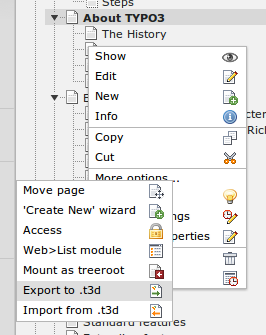 Steps
About TYPO3
The History
Show
Edit
New
Info
Copy
Cut
More options...
Move page
'Create New' wizard
Access
Web>List module
Mount as treeroot
Export to .t3d
Import from .t3d
Standard features